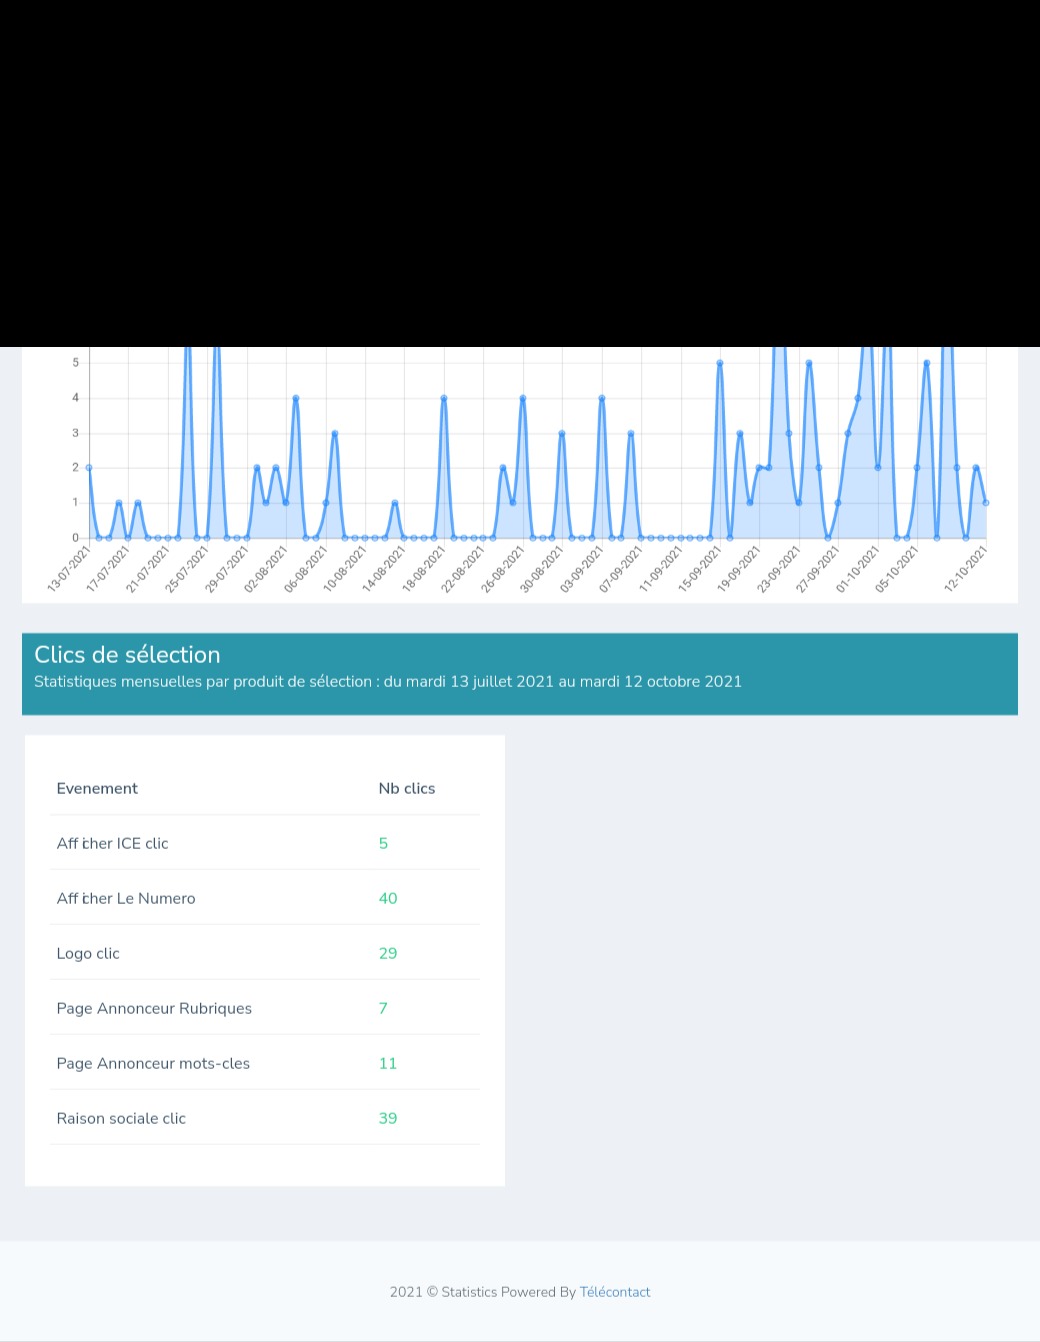 5
4
3
2
1
0
13-07-2021 17-07-2021 21-07-2021 25-07-2021 29-07-2021 02-08-2021 06-08-2021 10-08-2021 14-08-2021 18-08-2021 22-08-2021 26-08-2021 30-08-2021 03-09-2021 07-09-2021 11-09-2021 15-09-2021 19-09-2021 23-09-2021 27-09-2021 01-10-2021 05-10-2021 12-10-2021
Clics de sélection
Statistiques mensuelles par produit de sélection : du mardi 13 juillet 2021 au mardi 12 octobre 2021
Evenement Nb clics
Afficher ICE clic 5
Afficher Le Numero 40
Logo clic 29
Page Annonceur Rubriques 7
Page Annonceur mots-cles 11
Raison sociale clic 39
2021 © Statistics Powered By Télécontact